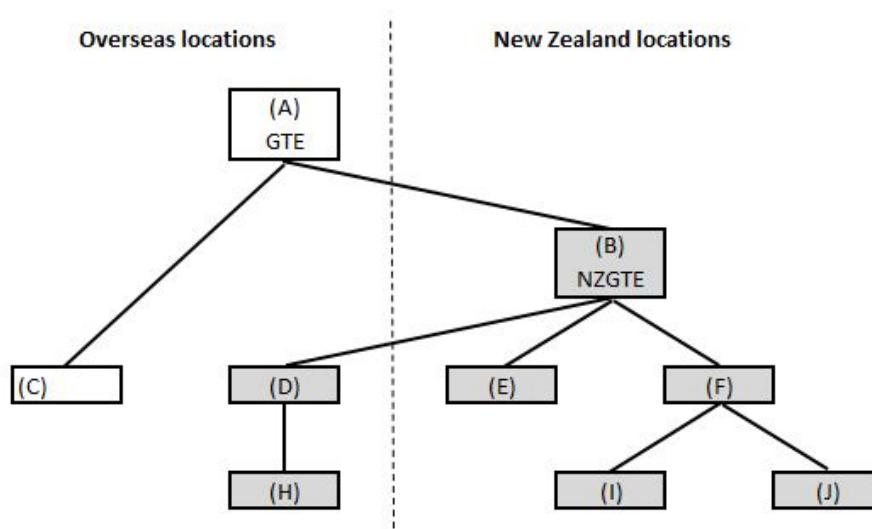 Overseas locations
New Zealand locations
(A)
GTE
(B)
NZGTE
(C)
(D)
(E)
(F)
(H)
(I)
(J)